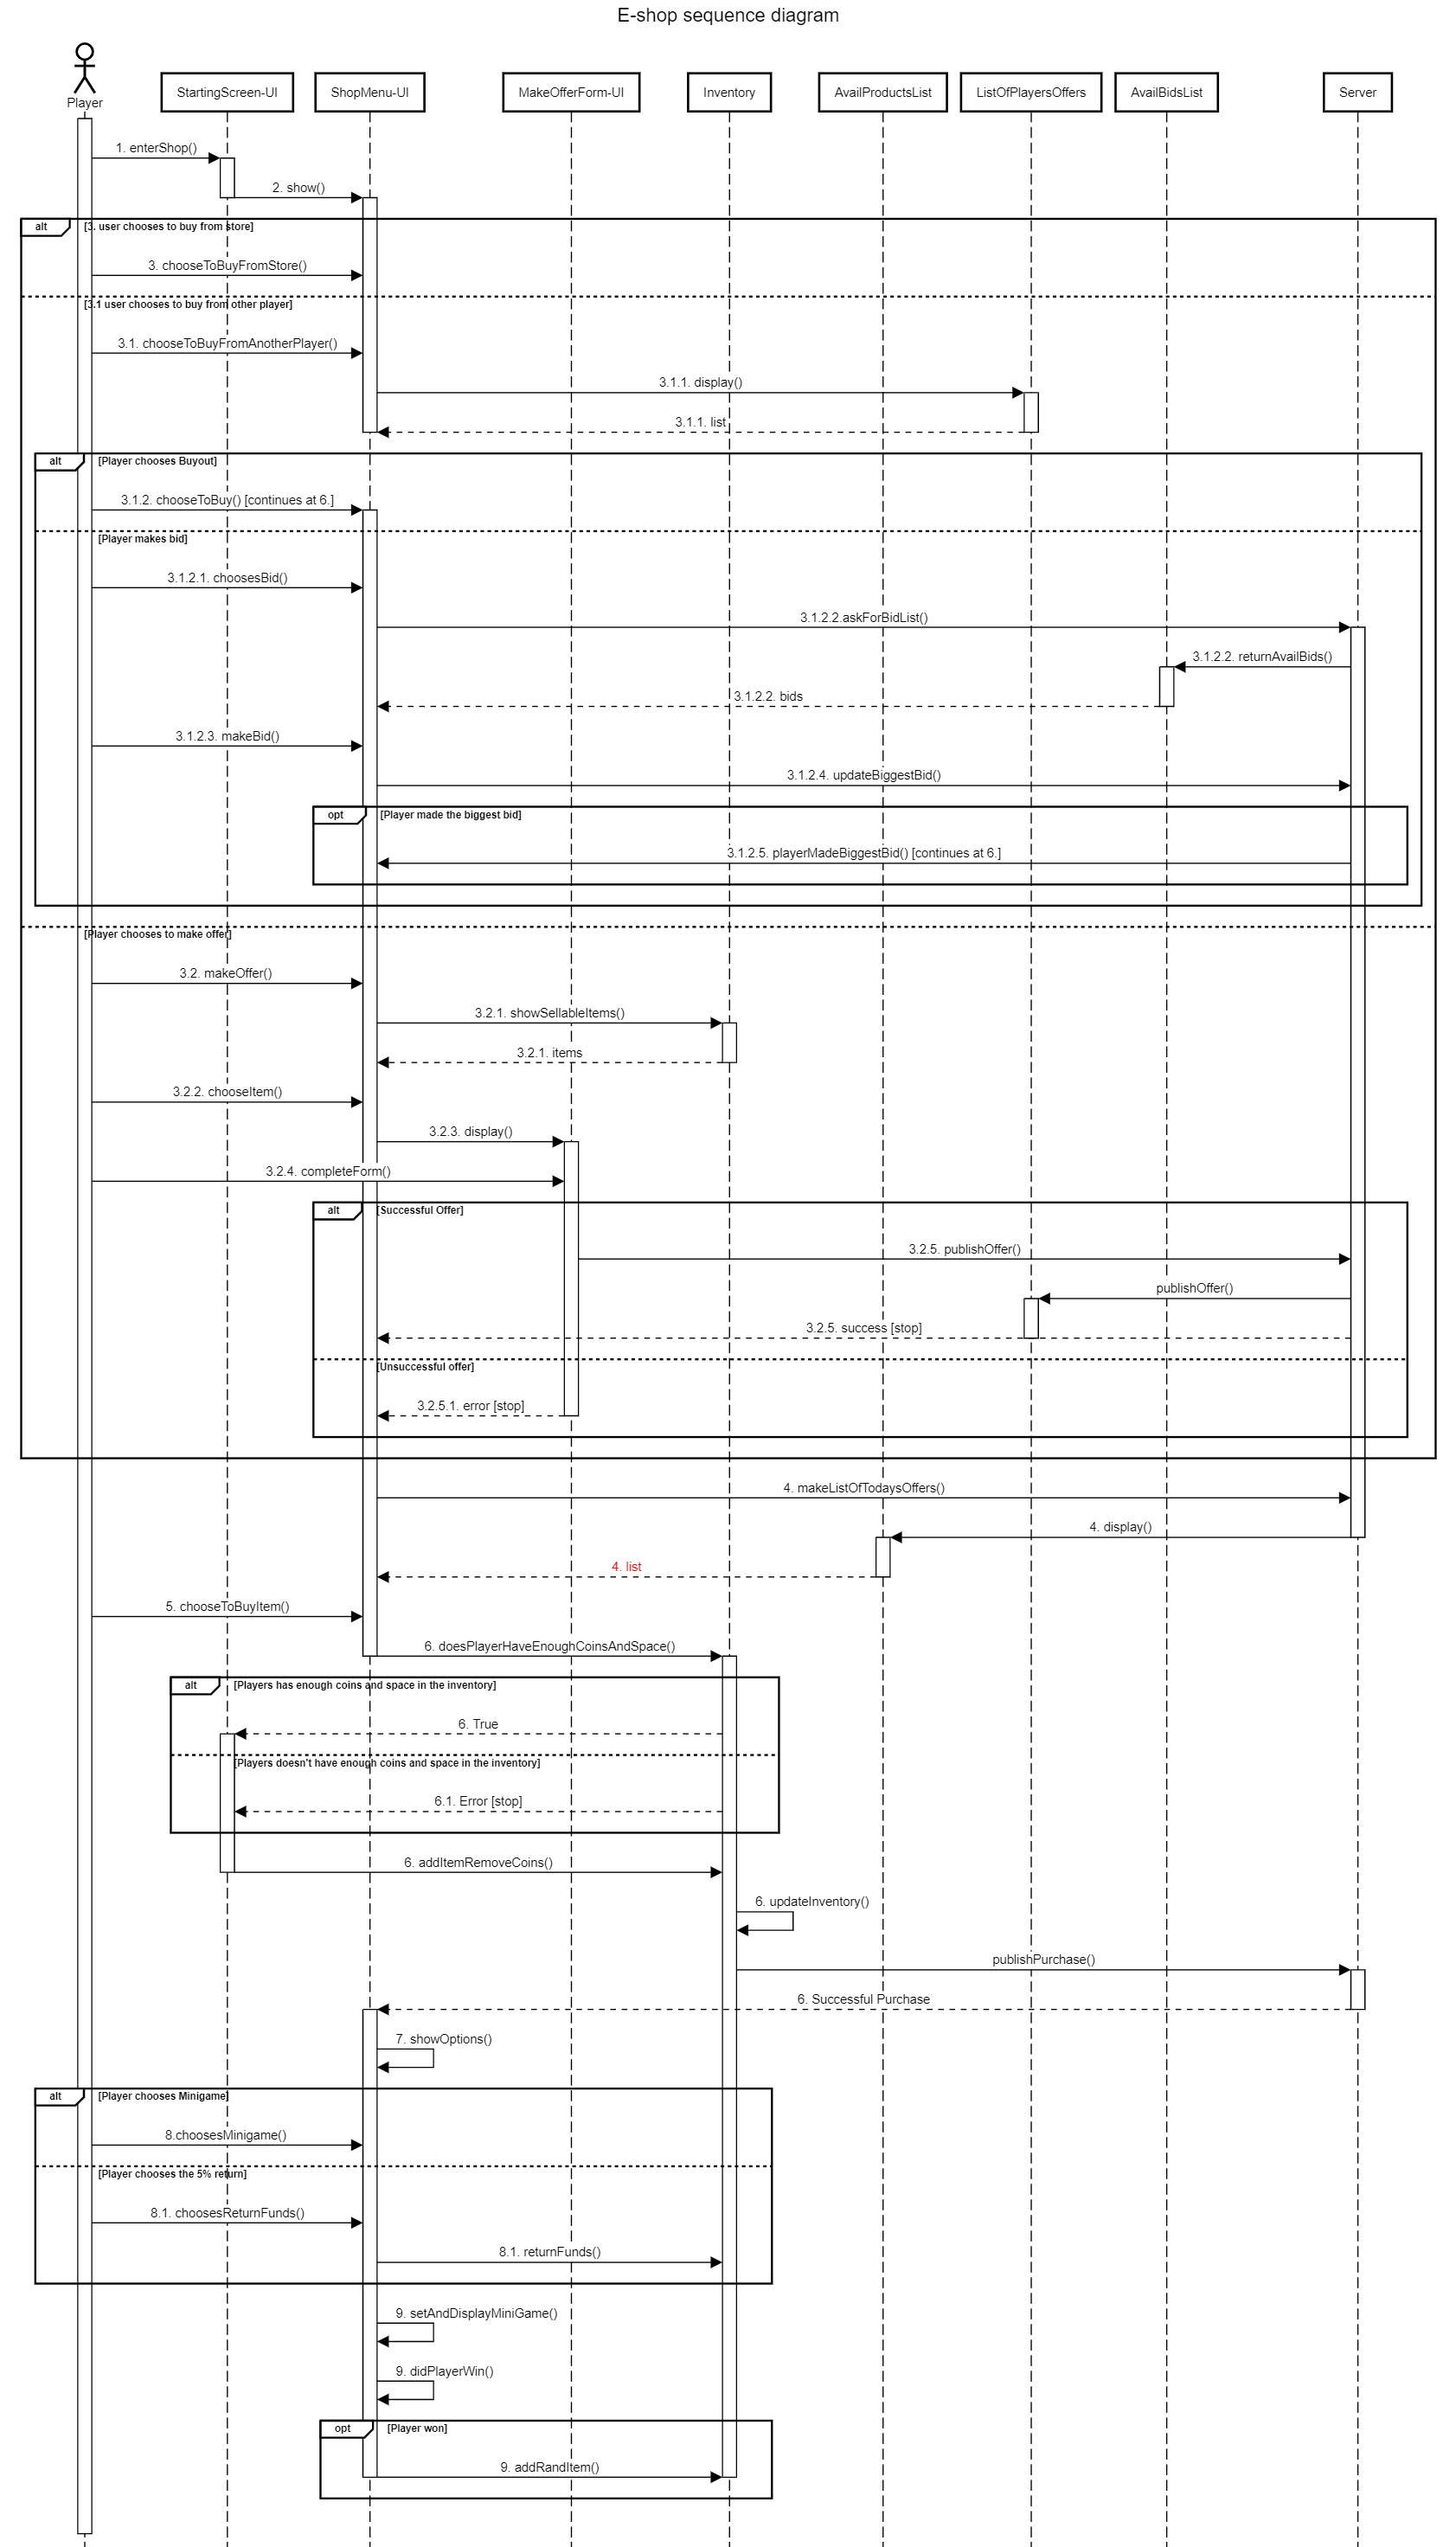 E-shop sequence diagram
Player
StartingScreen-UI
ShopMenu-UI
MakeOfferForm-UI
Inventory
AvailProductsList
ListOfPlayersOffers
AvailBidsList
Server
1. enterShop()
2. show()
alt
[3. user chooses to buy from store]
3. chooseToBuyFromStore()
[3.1 user chooses to buy from other player]
3.1. chooseToBuyFromAnotherPlayer()
3.1.1. display()
3.1.1. list
alt
[Player chooses Buyout]
3.1.2. chooseToBuy() [continues at 6.]
[Player makes bid]
3.1.2.1. choosesBid()
3.1.2.2.askForBidList()
3.1.2.2. returnAvailBids()
3.1.2.2. bids
3.1.2.3. makeBid()
3.1.2.4. updateBiggestBid()
opt
[Player made the biggest bid]
3.1.2.5. playerMadeBiggestBid() [continues at 6.]
[Player chooses to make offer]
3.2. makeOffer()
3.2.1. showSellableItems()
3.2.1. items
3.2.2. chooseItem()
3.2.3. display()
3.2.4. completeForm()
alt
[Successful Offer]
3.2.5. publishOffer()
publishOffer()
3.2.5. success [stop]
[Unsuccessful offer]
3.2.5.1. error [stop]
4. makeListOfTodaysOffers()
4. display()
4. list
5. chooseToBuyItem()
6. doesPlayerHaveEnoughCoinsAndSpace()
alt
[Players has enough coins and space in the inventory]
6. True
[Players doesn't have enough coins and space in the inventory]
6.1. Error [stop]
6. addItemRemoveCoins()
6. updateInventory()
publishPurchase()
6. Successful Purchase
7. showOptions()
alt
[Player chooses Minigame]
8.choosesMinigame()
[Player chooses the 5% return]
8.1. choosesReturnFunds()
8.1. returnFunds()
9. setAndDisplayMiniGame()
9. didPlayerWin()
opt
[Player won]
9. addRandItem()